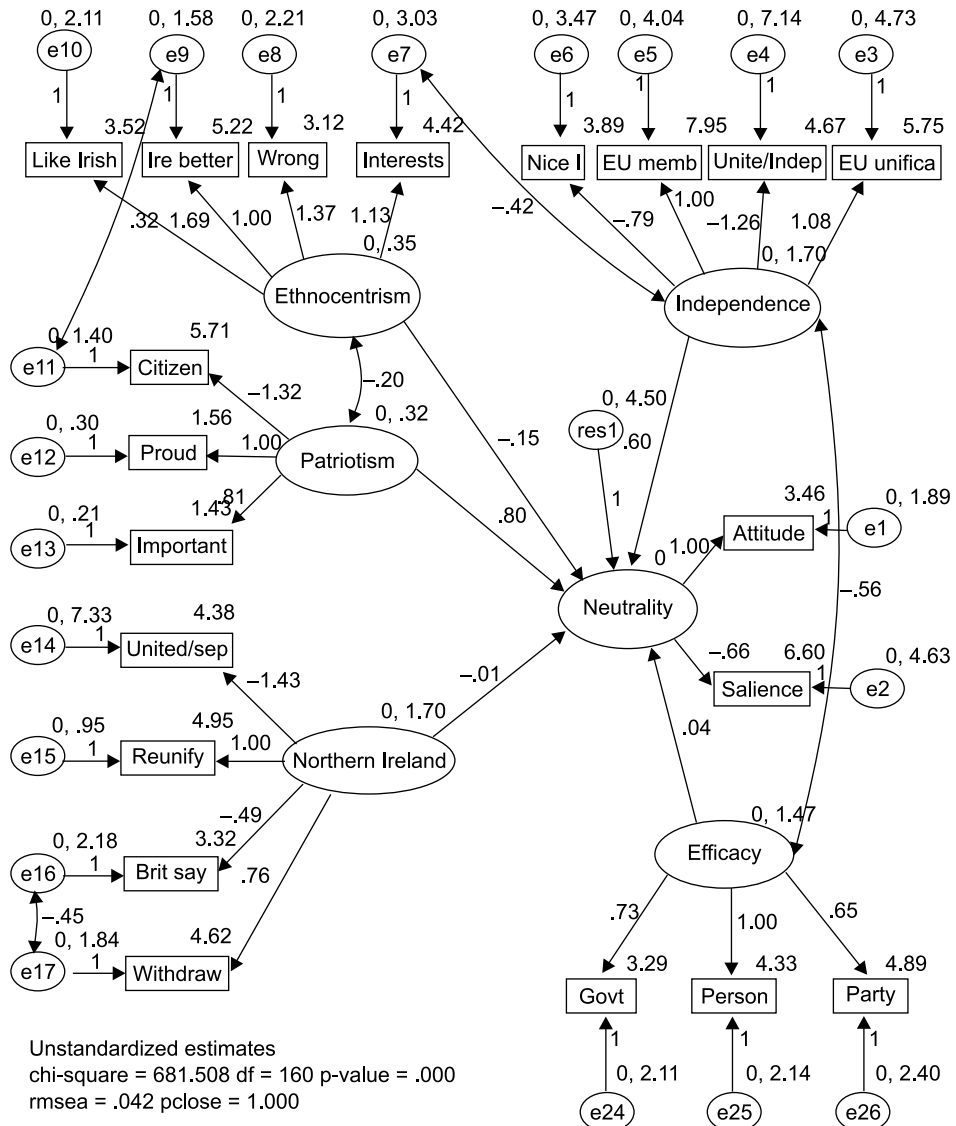 0, 2.11
0, 1.58
0, 2.21
0, 3.03
0, 3.47
0, 4.04
0, 7.14
0, 4.73
e10
e9
e8
e7
e6
e5
e4
e3
1
1
1
1
1
1
1
1
3.52
5.22
3.12
4.42
3.89
7.95
4.67
5.75
Like Irish
Ire better
Wrong
Interests
Nice I
EU memb
Unite/Indep
EU unifica
.32
1.69
1.00
1.37
1.13
–.42
–.79
1.00
–1.26
1.08
0, .35
0, 1.70
Ethnocentrism
Independence
0, 1.40
5.71
e11
1
Citizen
–.20
–1.32
0, .32
0, 4.50
0, .30
1.56
res1
.60
e12
1
Proud
1.00
Patriotism
–.15
0, .21
1.43
.81
.80
1
3.46
0, 1.89
e13
1
Important
Attitude
1
e1
0
1.00
–.56
Neutrality
0, 7.33
4.38
e14
1
United/sep
–.66
6.60
0, 4.63
–1.43
–.01
Salience
1
e2
0, .95
4.95
0, 1.70
.04
e15
1
Reunify
1.00
Northern Ireland
–.49
0, 1.47
0, 2.18
3.32
Efficacy
e16
1
Brit say
.76
–.45
.73
1.00
.65
0, 1.84
4.62
e17
1
Withdraw
3.29
4.33
4.89
Govt
Person
Party
1
1
1
Unstandardized estimates
chi-square = 681.508 df = 160 p-value = .000
rmsea = .042 pclose = 1.000
0, 2.11
0, 2.14
0, 2.40
e24
e25
e26